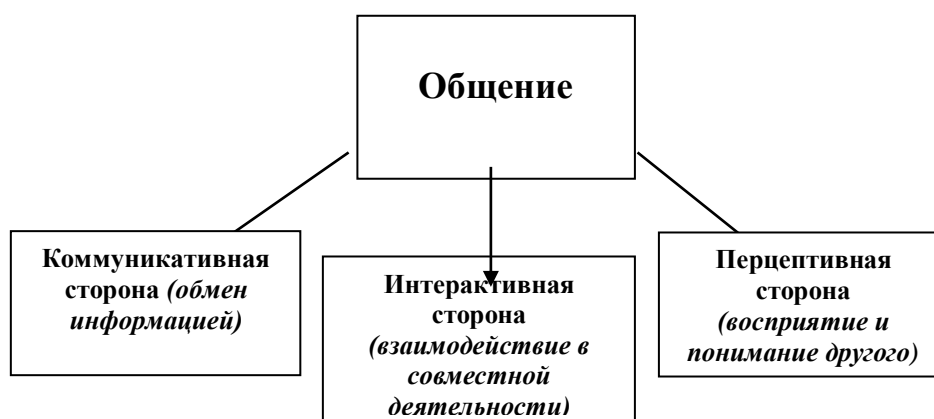 Общение
Коммуникативная
сторона (обмен
информацией)
Интерактивная
сторона
(взаимодействие в
совместной
деятельности)
Перцептивная
сторона
(восприятие и
понимание другого)